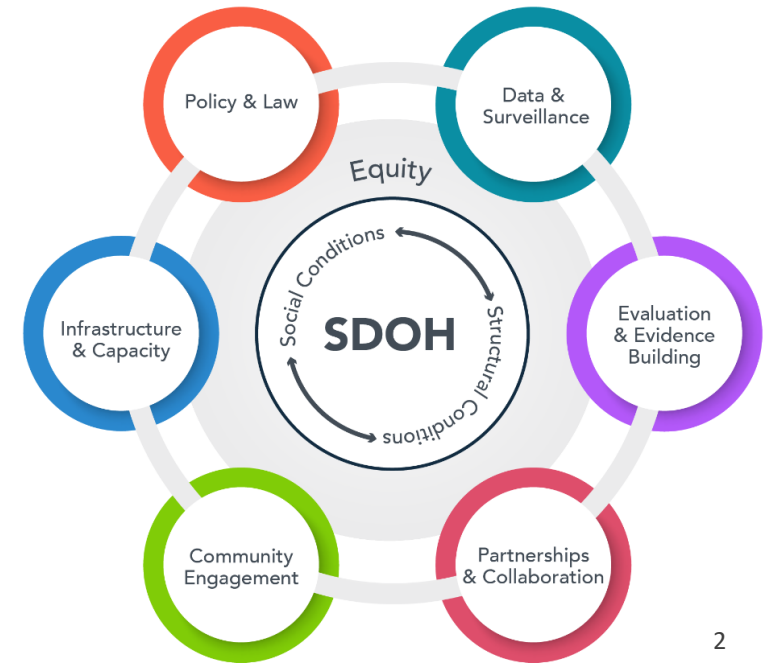 Policy & Law
Data &
Surveillance
Equity
Social Conditions
Structural Conditions
SDOH
Infrastructure
& Capacity
Evaluation
& Evidence
Building
Community
Engagement
Partnerships
& Collaboration
2